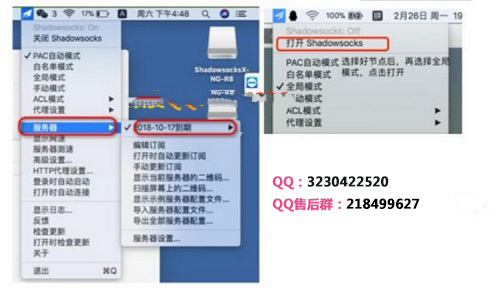 3 17% A 周六下午4:48
Shadowsocks: On
关闭 Shadowsocks
✓ PAC自动模式
白名单模式
全局模式
手动模式
ACL模式
代理设置
服务器
服务器测速
高级设置...
HTTP代理设置...
登录时自动启动
打开时自动连接
显示日志...
反馈
检查更新
打开时检查更新
关于
退出 ⌘Q
✓ 2018-10-17到期
编辑订阅
打开时自动更新订阅
手动更新订阅
显示当前服务器的二维码...
扫描屏幕上的二维码...
显示示例服务器配置文件...
导入服务器配置文件...
导出全部服务器配置...
服务器设置...
ShadowsocksX-
NG-R8
100% 拼 2月26日 周一 19
Shadowsocks: Off
打开 Shadowsocks
PAC自动模式 选择好节点后,再选择全局
白名单模式 模式,点击打开
✓ 全局模式
动模式
ACL模式
代理设置
QQ:3230422520
QQ售后群:218499627